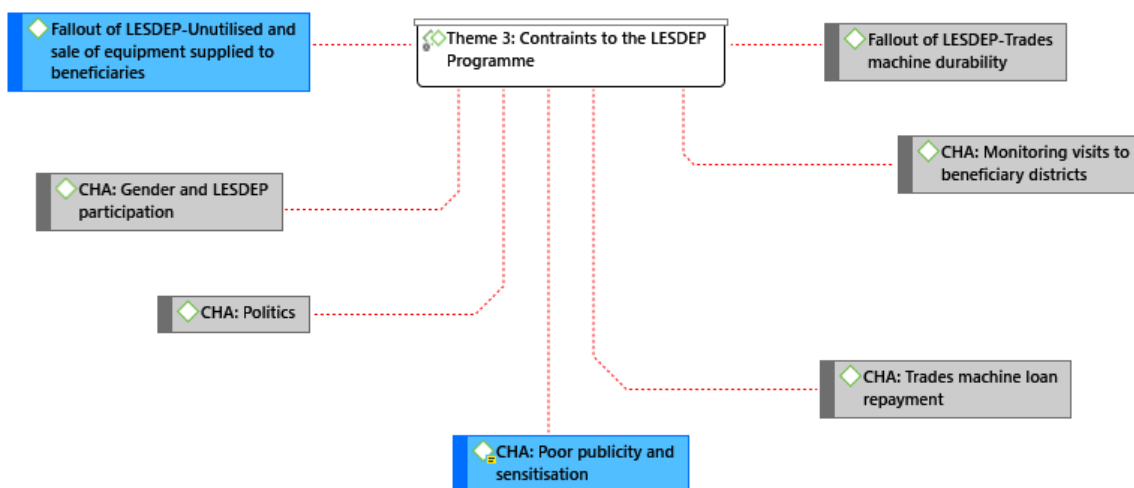 Fallout of LESDEP-Unutilised and
sale of equipment supplied to
beneficiaries
Theme 3: Contraints to the LESDEP
Programme
Fallout of LESDEP-Trades
machine durability
CHA: Monitoring visits to
beneficiary districts
CHA: Gender and LESDEP
participation
CHA: Politics
CHA: Trades machine loan
repayment
CHA: Poor publicity and
sensitisation